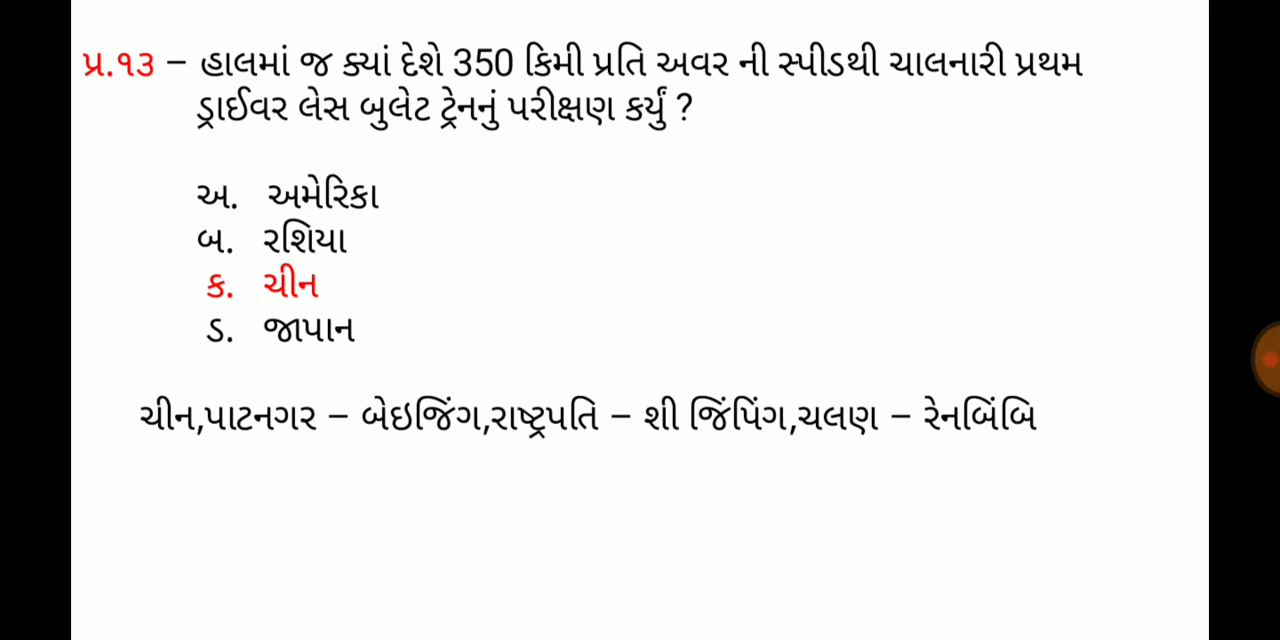 પ્ર.૧૩ – હાલમાં જ ક્યાં દેશે 350 કિમી પ્રતિ અવર ની સ્પીડથી ચાલનારી પ્રથમ
ડ્રાઈવર લેસ બુલેટ ટ્રેનનું પરીક્ષણ કર્યું ?
અ. અમેરિકા
બ. રશિયા
ક. ચીન
ડ. જાપાન
ચીન,પાટનગર – બેઇજિંગ,રાષ્ટ્રપતિ – શી જિંપિંગ,ચલણ – રેનબિંબિ